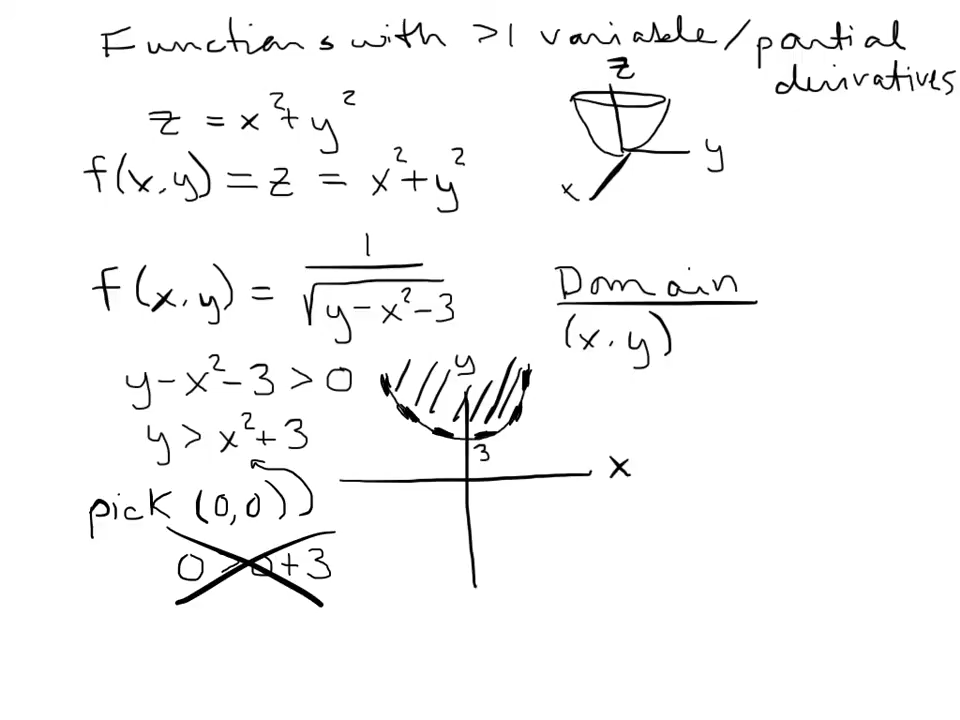 Functions with >1 variable/partial
derivatives
z = x² + y²
f(x,y) = z = x² + y²
z
y
x
f(x,y) = 1/√(y-x²-3)
Domain
(x,y)
y-x²-3 > 0
y > x² + 3
pick (0,0)
0 > 0+3
y
3
x